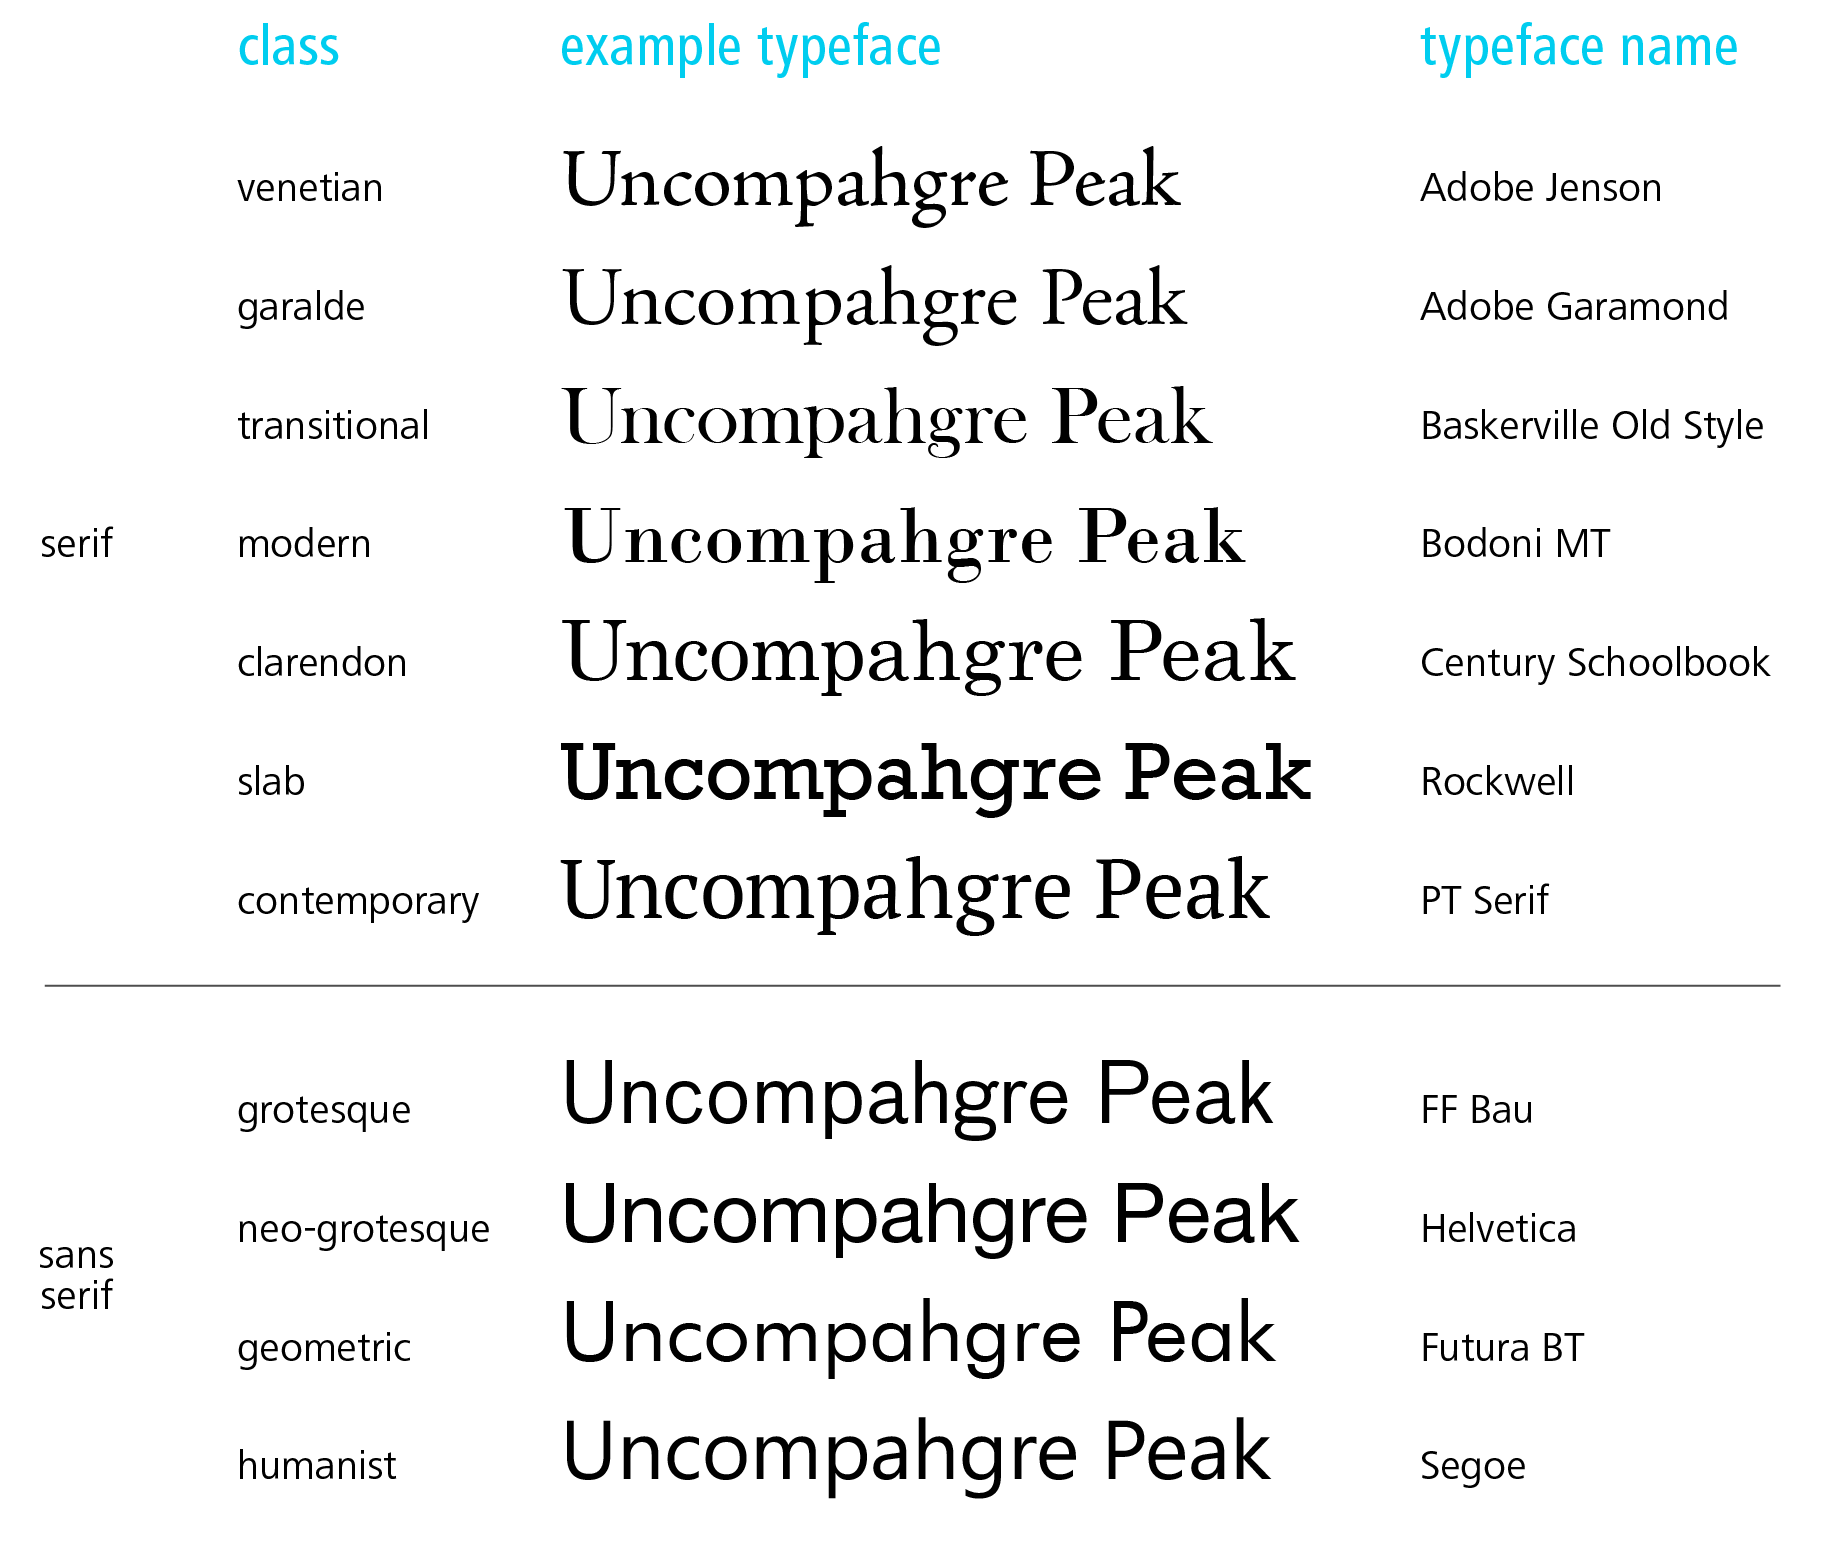 class example typeface typeface name
venetian Uncompahgre Peak Adobe Jenson
garalde Uncompahgre Peak Adobe Garamond
transitional Uncompahgre Peak Baskerville Old Style
serif modern Uncompahgre Peak Bodoni MT
clarendon Uncompahgre Peak Century Schoolbook
slab Uncompahgre Peak Rockwell
contemporary Uncompahgre Peak PT Serif
grotesque Uncompahgre Peak FF Bau
neo-grotesque Uncompahgre Peak Helvetica
sans
serif
geometric Uncompahgre Peak Futura BT
humanist Uncompahgre Peak Segoe